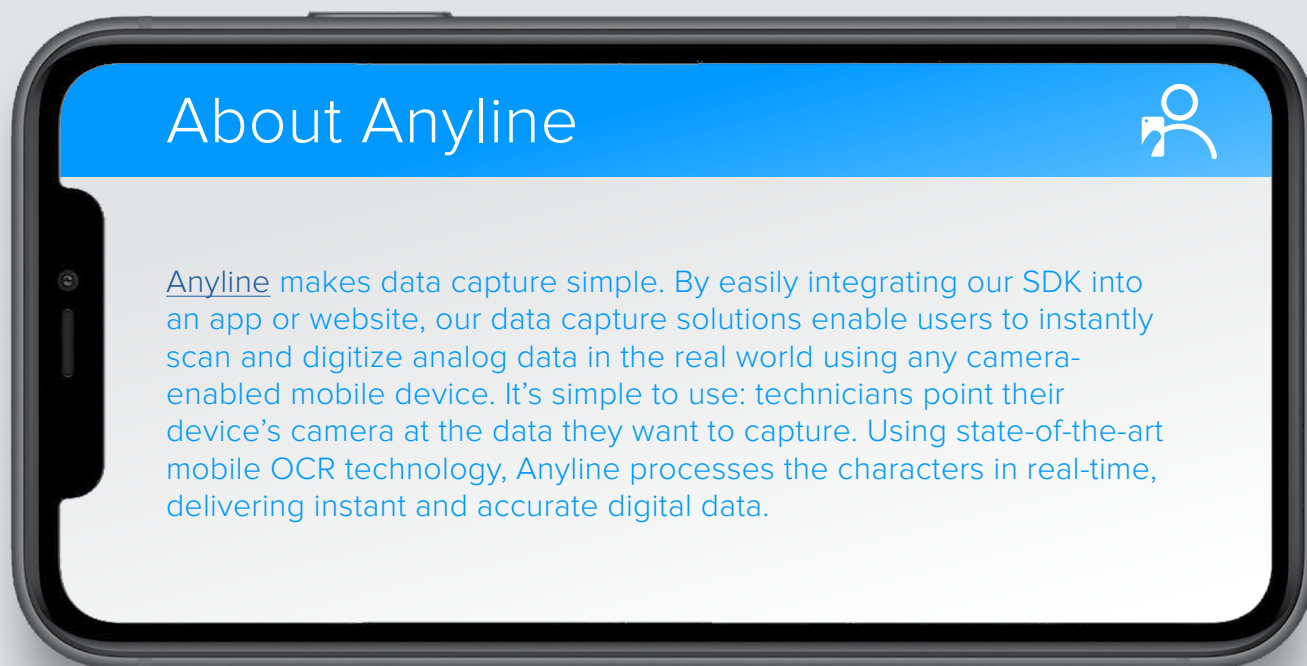 About Anyline
Anyline makes data capture simple. By easily integrating our SDK into
an app or website, our data capture solutions enable users to instantly
scan and digitize analog data in the real world using any camera-
enabled mobile device. It’s simple to use: technicians point their
device’s camera at the data they want to capture. Using state-of-the-art
mobile OCR technology, Anyline processes the characters in real-time,
delivering instant and accurate digital data.